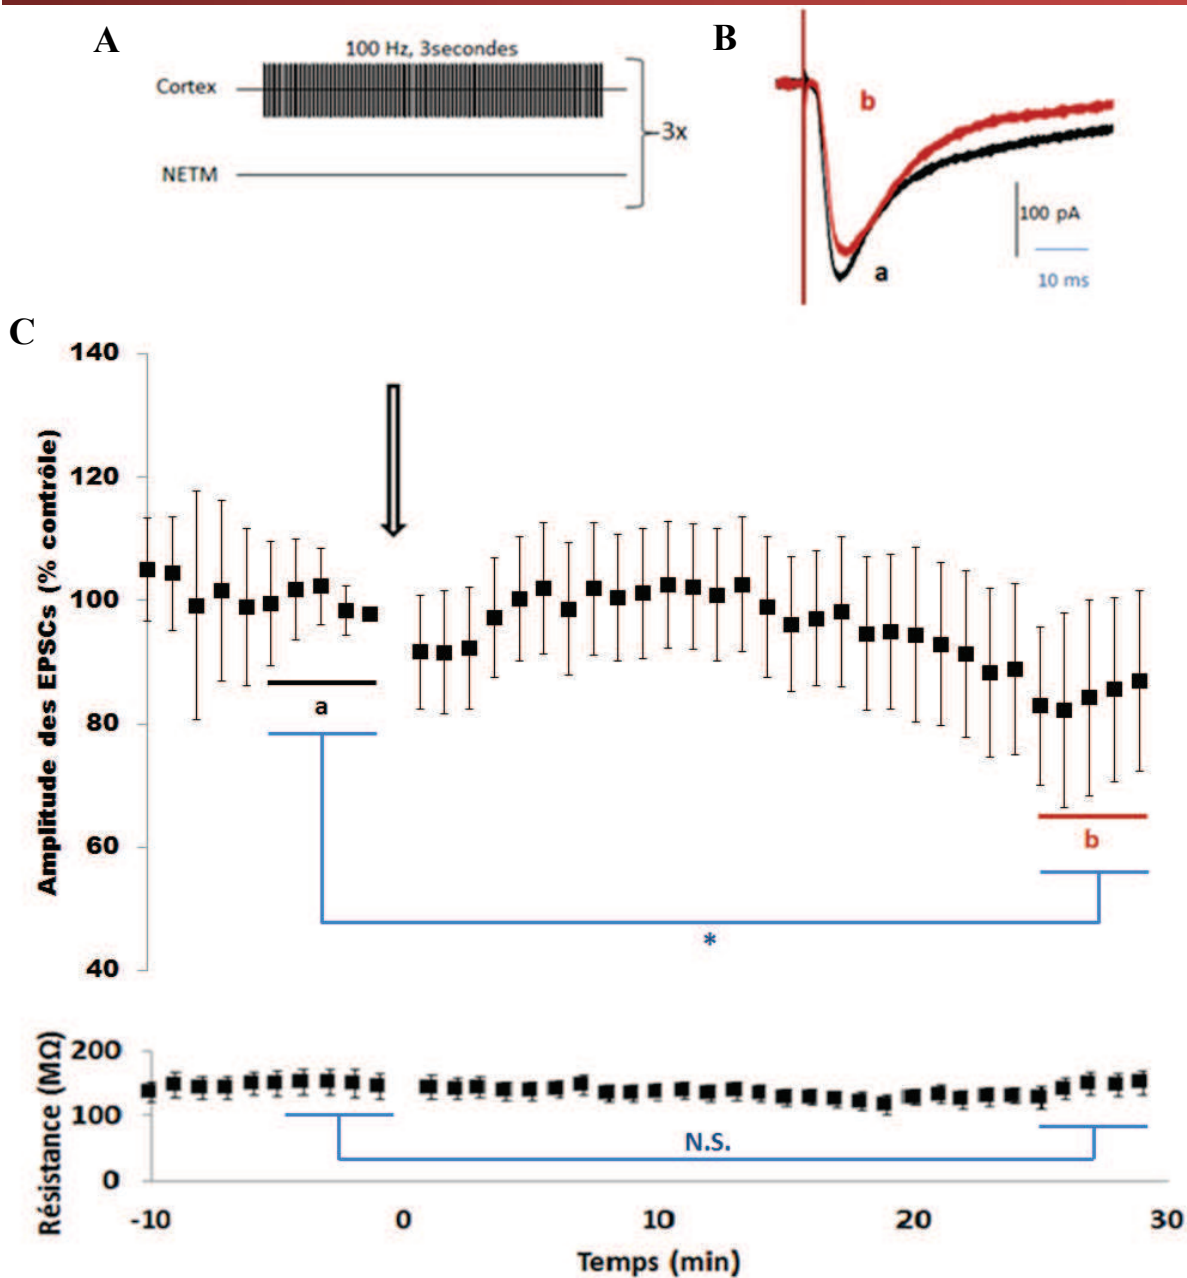 A
100 Hz, 3secondes
Cortex
NETM
3x
B
b
a
100 pA
10 ms
C
Amplitude des EPSCs (% contrôle)
140
120
100
80
60
40
a
b
*
Résistance (MΩ)
200
100
0
N.S.
-10 0 10 20 30
Temps (min)